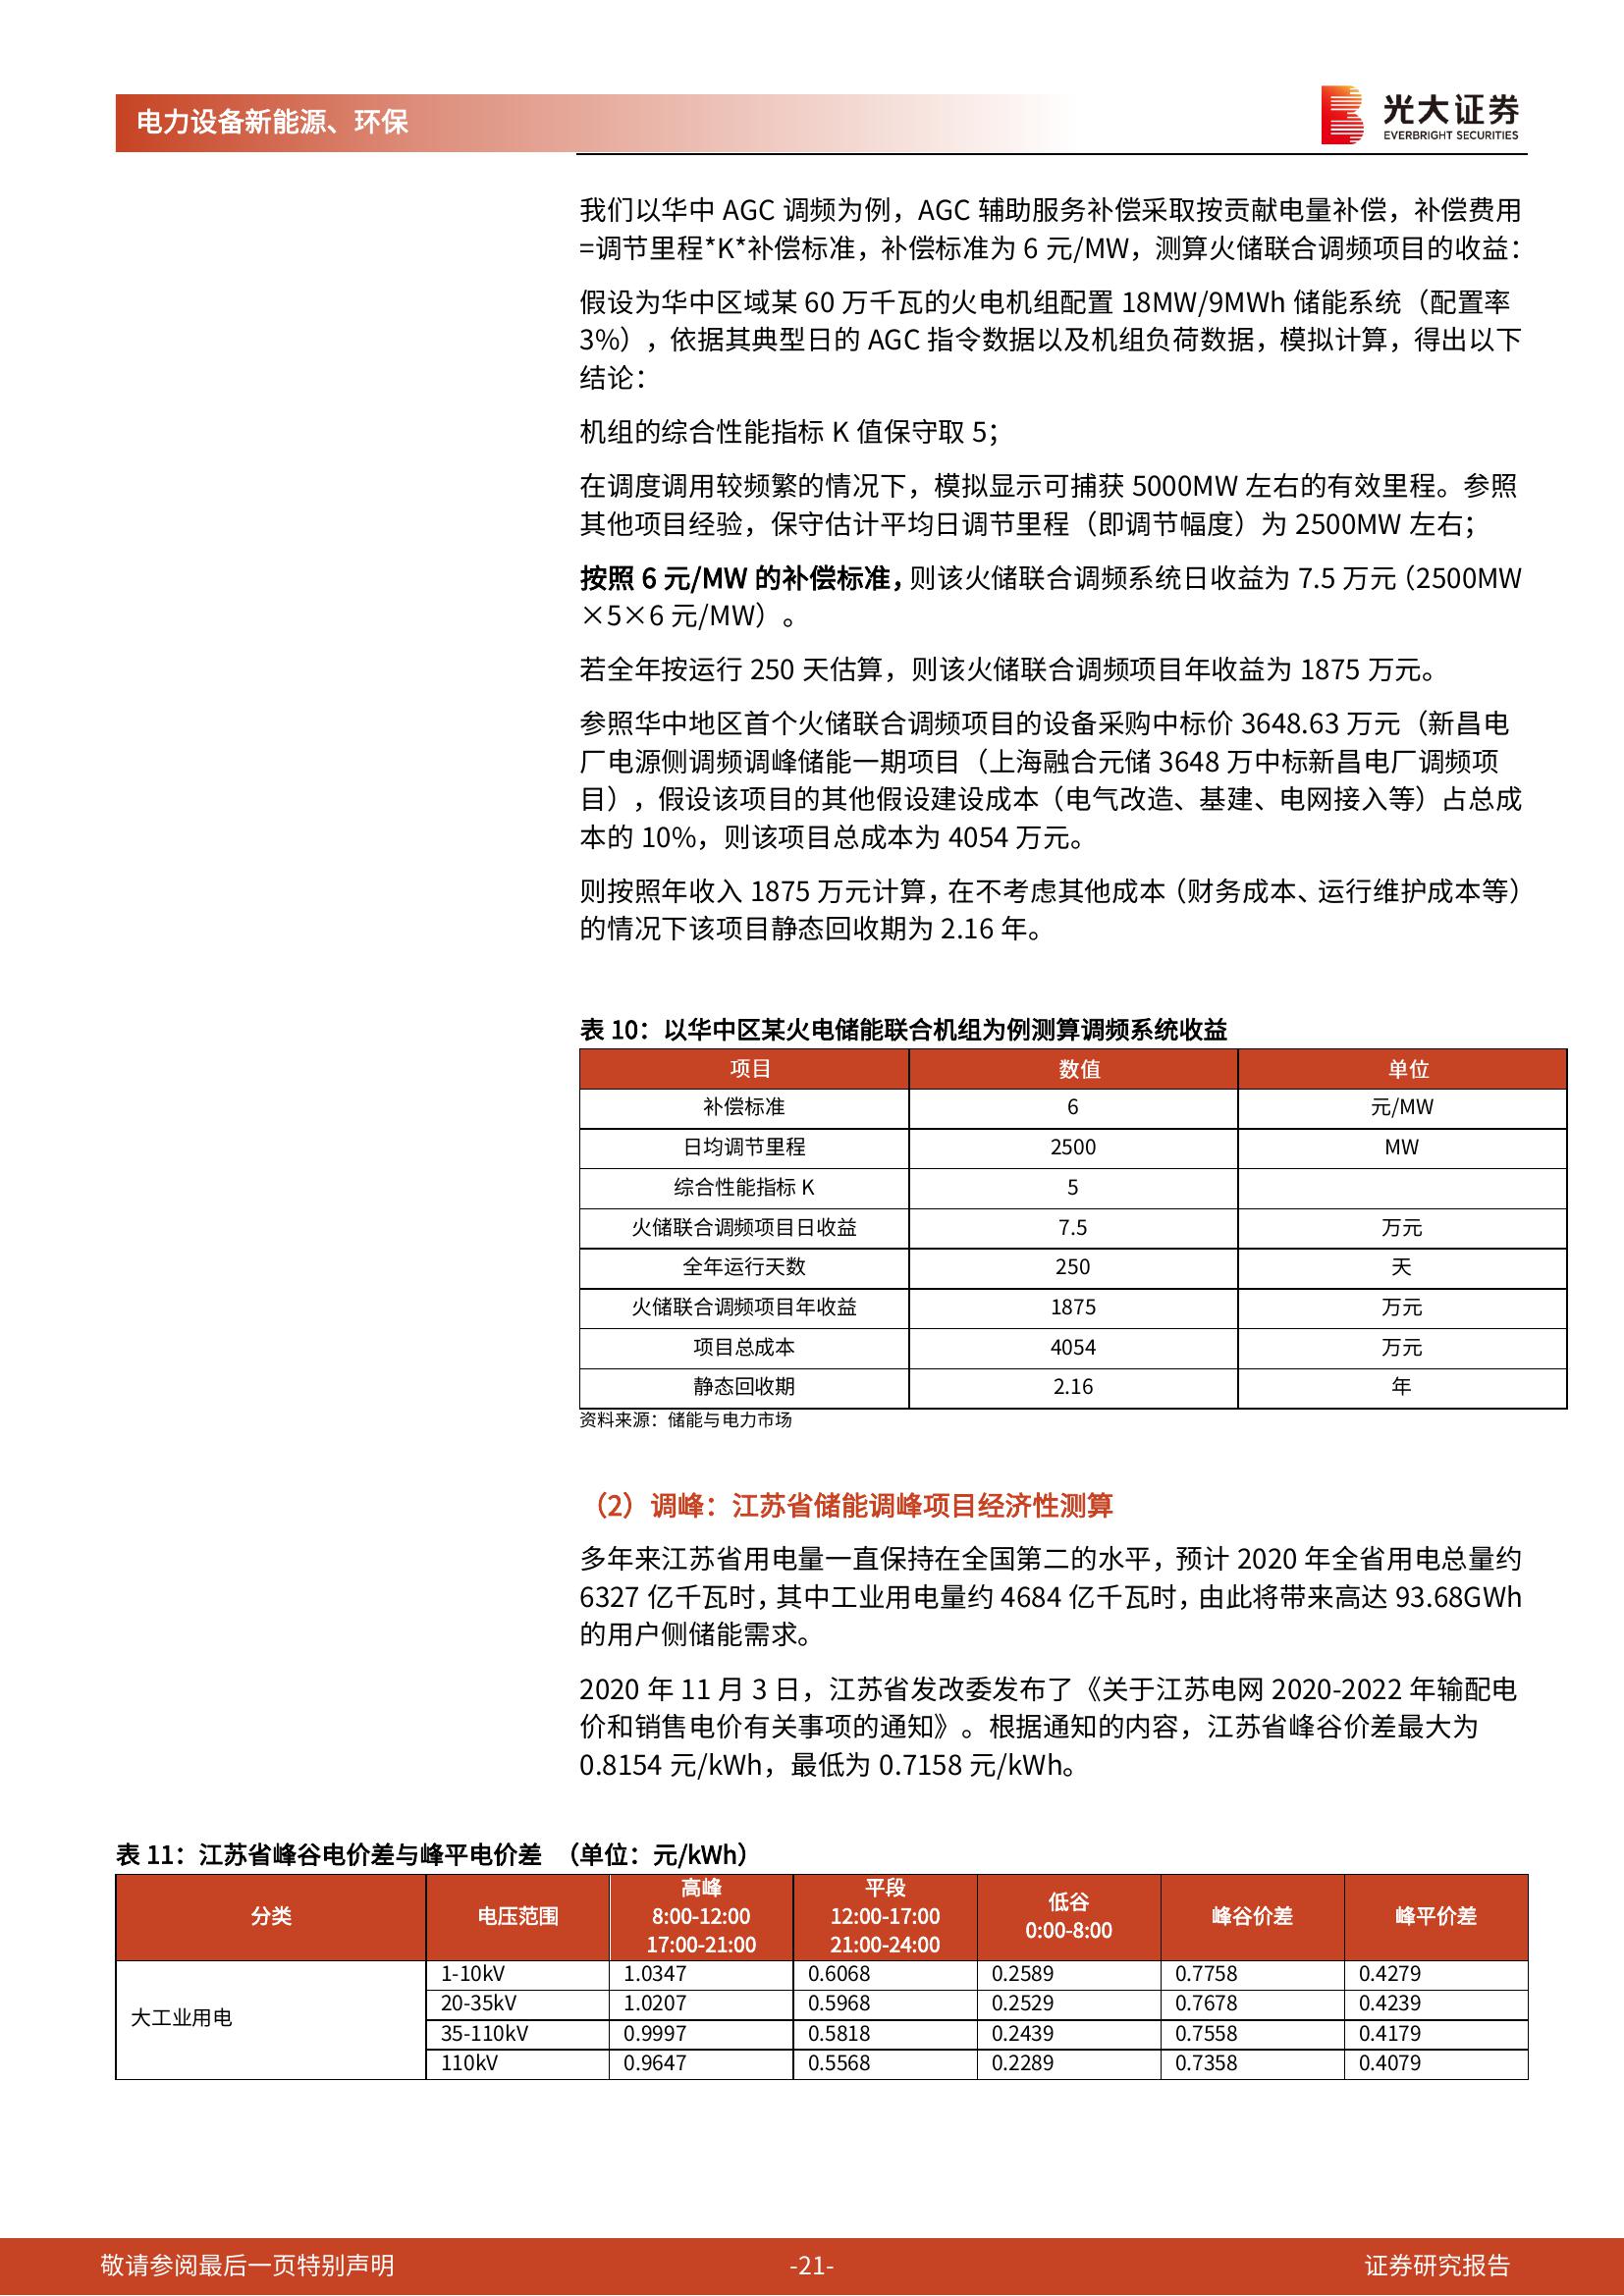 电力设备新能源、环保
光大证券
EVERBRIGHT SECURITIES
我们以华中 AGC 调频为例，AGC 辅助服务补偿采取按贡献电量补偿，补偿费用
=调节里程*K*补偿标准，补偿标准为 6 元/MW，测算火储联合调频项目的收益：
假设为华中区域某 60 万千瓦的火电机组配置 18MW/9MWh 储能系统（配置率
3%），依据其典型日的 AGC 指令数据以及机组负荷数据，模拟计算，得出以下
结论：
机组的综合性能指标 K 值保守取 5；
在调度调用较频繁的情况下，模拟显示可捕获 5000MW 左右的有效里程。参照
其他项目经验，保守估计平均日调节里程（即调节幅度）为 2500MW 左右；
按照 6 元/MW 的补偿标准，则该火储联合调频系统日收益为 7.5 万元（2500MW
×5×6 元/MW）。
若全年按运行 250 天估算，则该火储联合调频项目年收益为 1875 万元。
参照华中地区首个火储联合调频项目的设备采购中标价 3648.63 万元（新昌电
厂电源侧调频调峰储能一期项目（上海融合元储 3648 万中标新昌电厂调频项
目），假设该项目的其他假设建设成本（电气改造、基建、电网接入等）占总成
本的 10%，则该项目总成本为 4054 万元。
则按照年收入 1875 万元计算，在不考虑其他成本（财务成本、运行维护成本等）
的情况下该项目静态回收期为 2.16 年。
表 10：以华中区某火电储能联合机组为例测算调频系统收益
项目 数值 单位
补偿标准 6 元/MW
日均调节里程 2500 MW
综合性能指标 K 5
火储联合调频项目日收益 7.5 万元
全年运行天数 250 天
火储联合调频项目年收益 1875 万元
项目总成本 4054 万元
静态回收期 2.16 年
资料来源：储能与电力市场
（2）调峰：江苏省储能调峰项目经济性测算
多年来江苏省用电量一直保持在全国第二的水平，预计 2020 年全省用电总量约
6327 亿千瓦时，其中工业用电量约 4684 亿千瓦时，由此将带来高达 93.68GWh
的用户侧储能需求。
2020 年 11 月 3 日，江苏省发改委发布了《关于江苏电网 2020-2022 年输配电
价和销售电价有关事项的通知》。根据通知的内容，江苏省峰谷价差最大为
0.8154 元/kWh，最低为 0.7158 元/kWh。
表 11：江苏省峰谷电价差与峰平电价差 （单位：元/kWh）
分类 电压范围 高峰 8:00-12:00 17:00-21:00 平段 12:00-17:00 21:00-24:00 低谷 0:00-8:00 峰谷价差 峰平价差
大工业用电 1-10kV 1.0347 0.6068 0.2589 0.7758 0.4279
20-35kV 1.0207 0.5968 0.2529 0.7678 0.4239
35-110kV 0.9997 0.5818 0.2439 0.7558 0.4179
110kV 0.9647 0.5568 0.2289 0.7358 0.4079
敬请参阅最后一页特别声明 -21- 证券研究报告